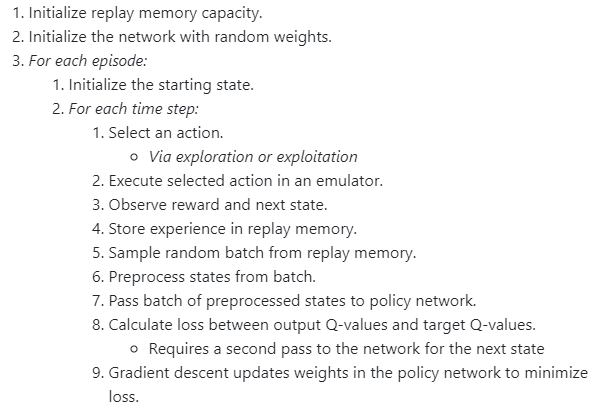 1. Initialize replay memory capacity.
2. Initialize the network with random weights.
3. For each episode:
1. Initialize the starting state.
2. For each time step:
1. Select an action.
○ Via exploration or exploitation
2. Execute selected action in an emulator.
3. Observe reward and next state.
4. Store experience in replay memory.
5. Sample random batch from replay memory.
6. Preprocess states from batch.
7. Pass batch of preprocessed states to policy network.
8. Calculate loss between output Q-values and target Q-values.
○ Requires a second pass to the network for the next state
9. Gradient descent updates weights in the policy network to minimize
loss.